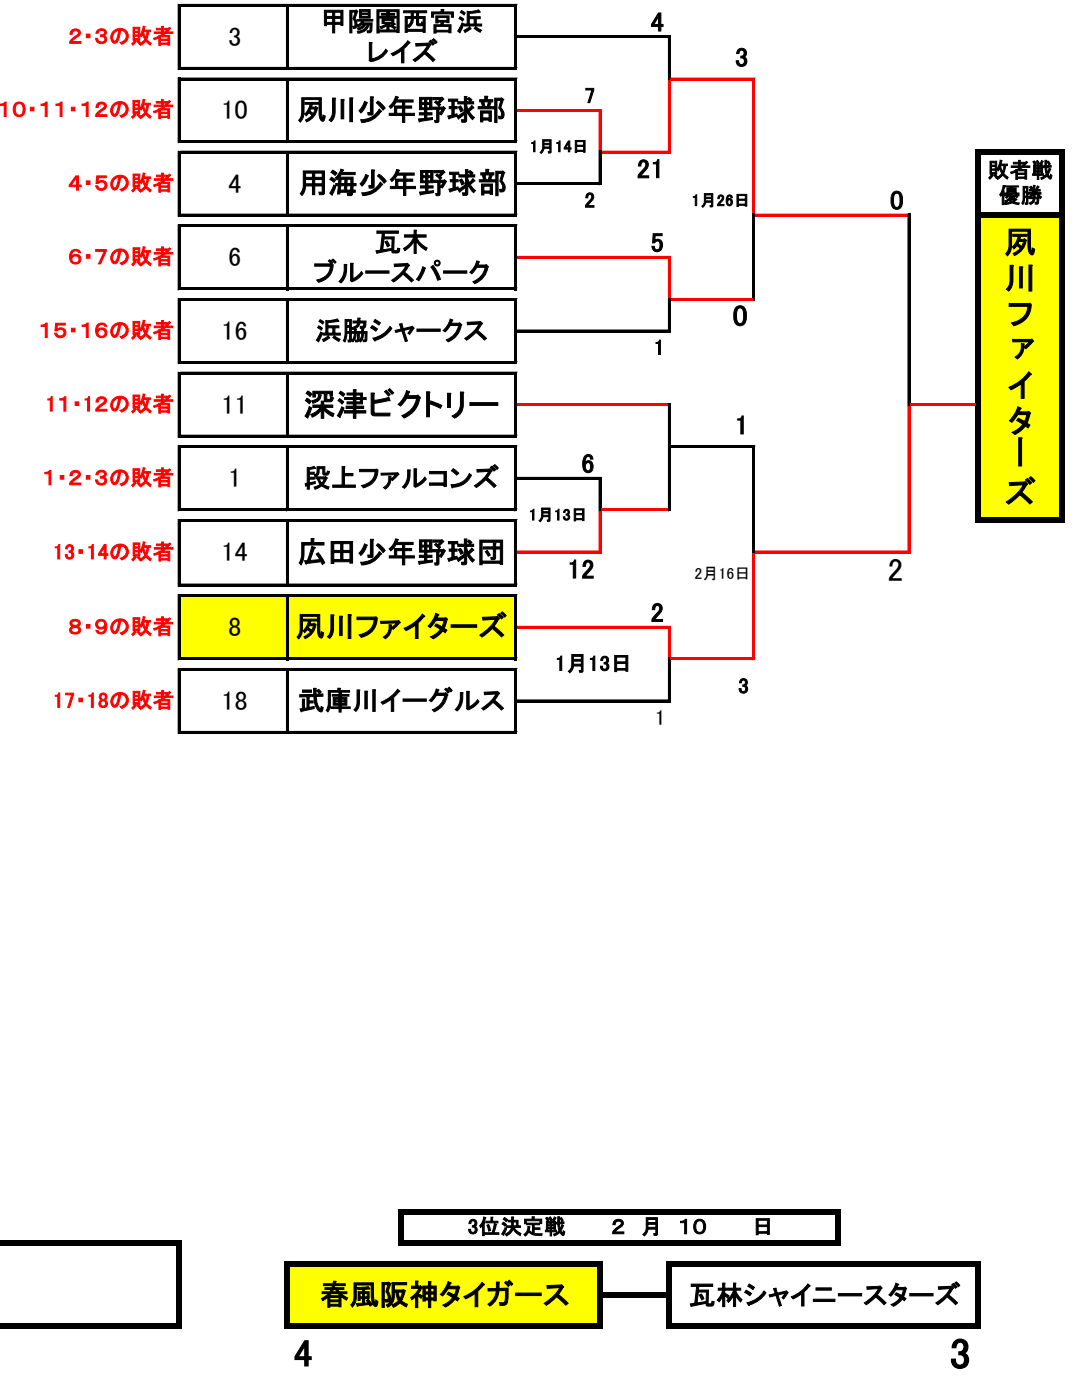 2・3の敗者
3
甲陽園西宮浜
レイズ
4
3
10・11・12の敗者
10
夙川少年野球部
7
1月14日
21
4・5の敗者
4
用海少年野球部
2
1月26日
0
敗者戦
優勝
夙川ファイターズ
6・7の敗者
6
瓦木
ブルースパーク
5
0
15・16の敗者
16
浜脇シャークス
1
11・12の敗者
11
深津ビクトリー
1
1・2・3の敗者
1
段上ファルコンズ
6
1月13日
13・14の敗者
14
広田少年野球団
12
2月16日
2
8・9の敗者
8
夙川ファイターズ
2
1月13日
3
17・18の敗者
18
武庫川イーグルス
1
3位決定戦 2 月 10 日
春風阪神タイガース
瓦林シャイニースターズ
4
3